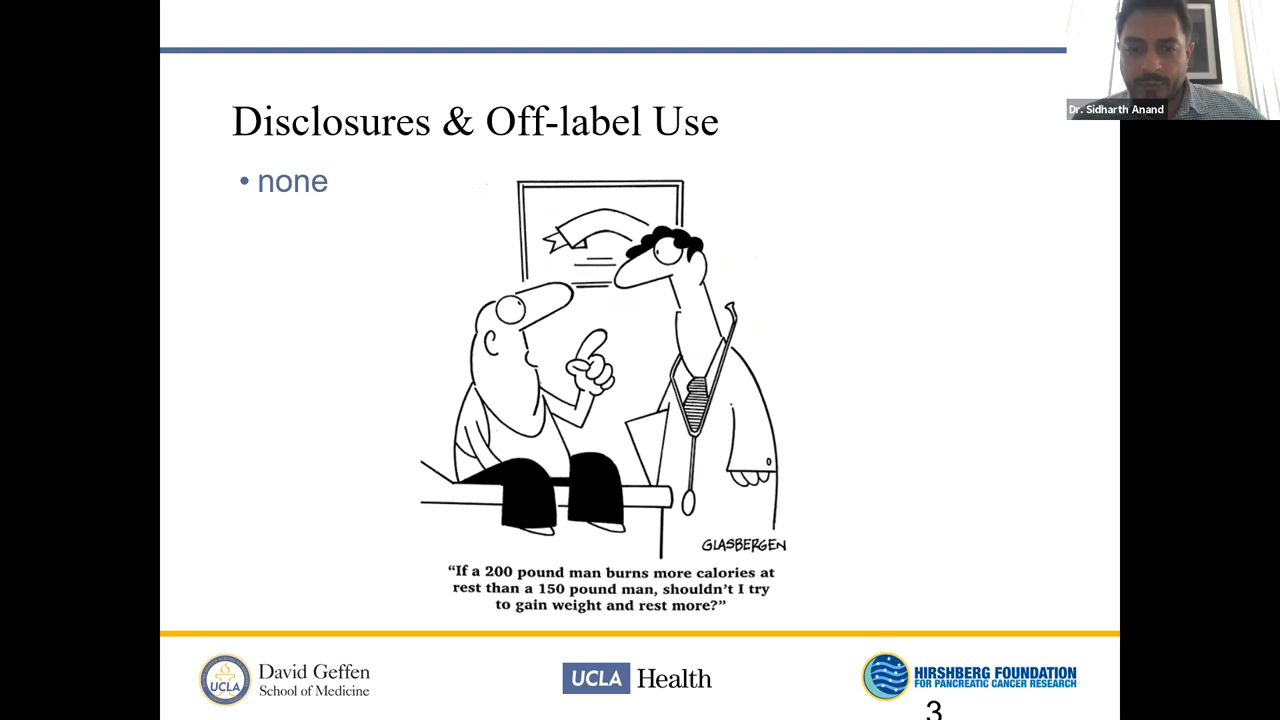 Dr. Sidharth Anand
Disclosures & Off-label Use
• none
GLASBERGEN
“If a 200 pound man burns more calories at
rest than a 150 pound man, shouldn’t I try
to gain weight and rest more?”
UCLA
David Geffen
School of Medicine
UCLA Health
HIRSHBERG FOUNDATION
FOR PANCREATIC CANCER RESEARCH
3